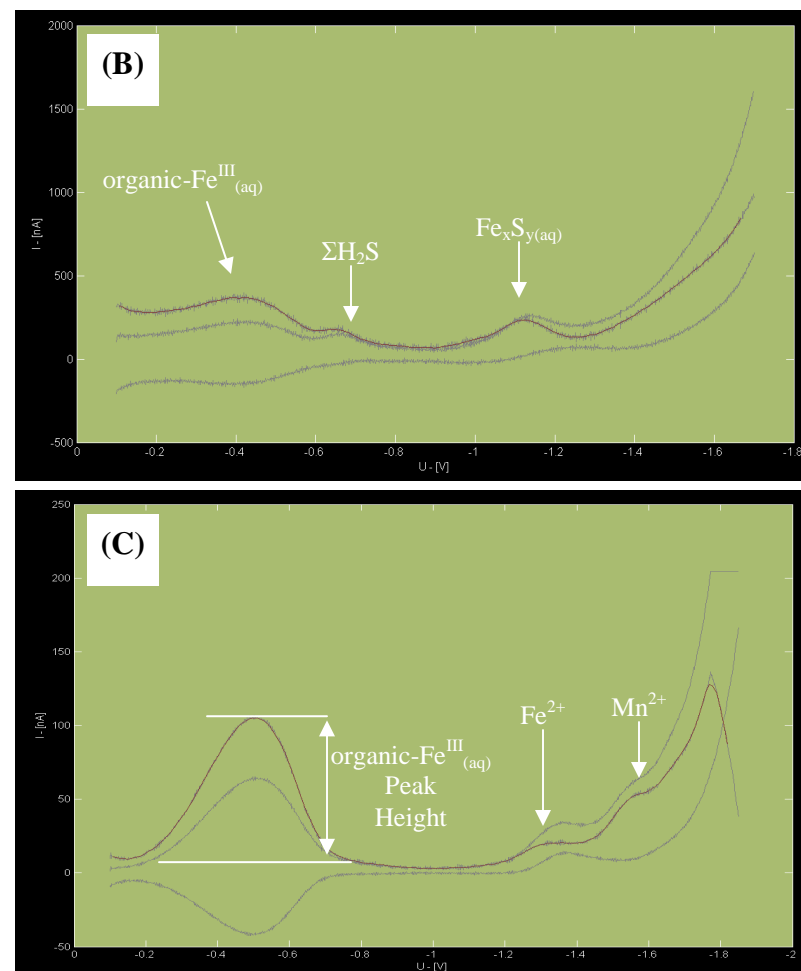 (B)
2000
1500
1000
500
0
-500
I - [nA]
organic-Fe^III_(aq)
ΣH₂S
FeₓS_y(aq)
0 -0.2 -0.4 -0.6 -0.8 -1 -1.2 -1.4 -1.6 -1.8
U - [V]
(C)
250
200
150
100
50
0
-50
I - [nA]
organic-Fe^III_(aq)
Peak
Height
Fe²⁺
Mn²⁺
0 -0.2 -0.4 -0.6 -0.8 -1 -1.2 -1.4 -1.6 -1.8 -2
U - [V]